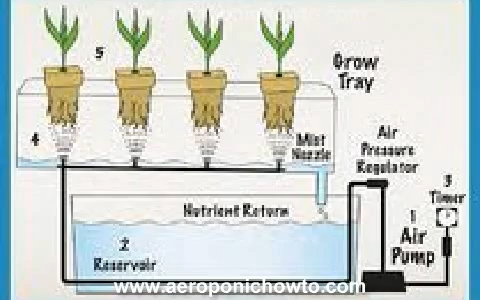 5
Grow
Tray
4
Mist
Nozzle
Air
Pressure
Regulator
3
Timer
Nutrient Return
1
Air
Pump
2
Reservoir
www.aeroponichowto.com